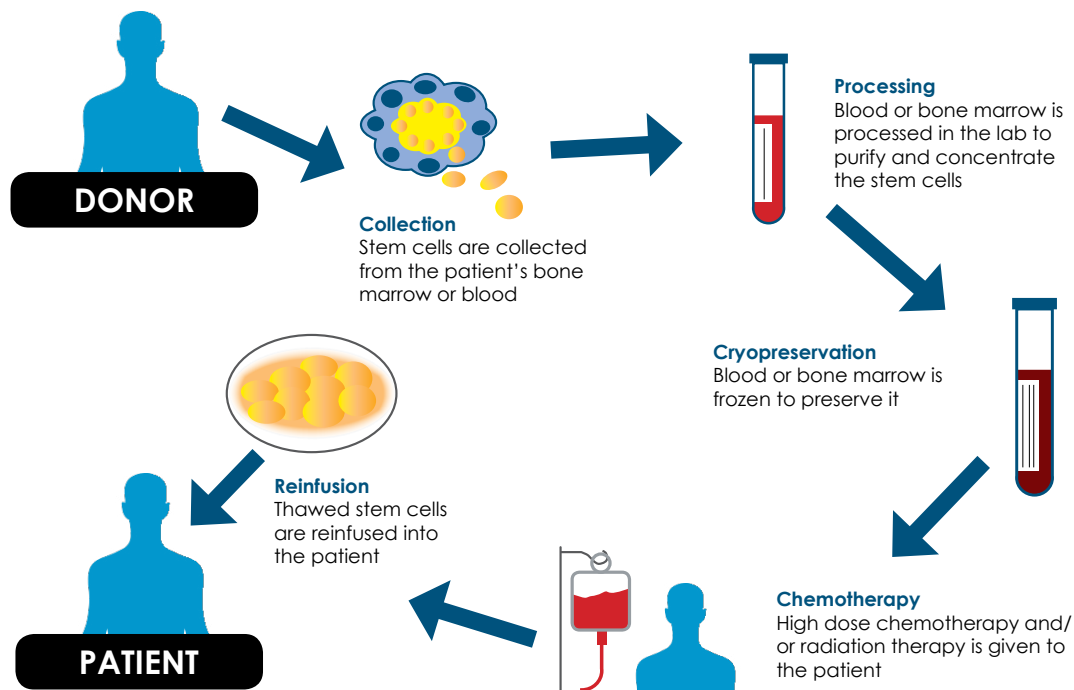 DONOR
Collection
Stem cells are collected
from the patient's bone
marrow or blood
Processing
Blood or bone marrow is
processed in the lab to
purify and concentrate
the stem cells
Cryopreservation
Blood or bone marrow is
frozen to preserve it
Chemotherapy
High dose chemotherapy and/
or radiation therapy is given to
the patient
Reinfusion
Thawed stem cells
are reinfused into
the patient
PATIENT